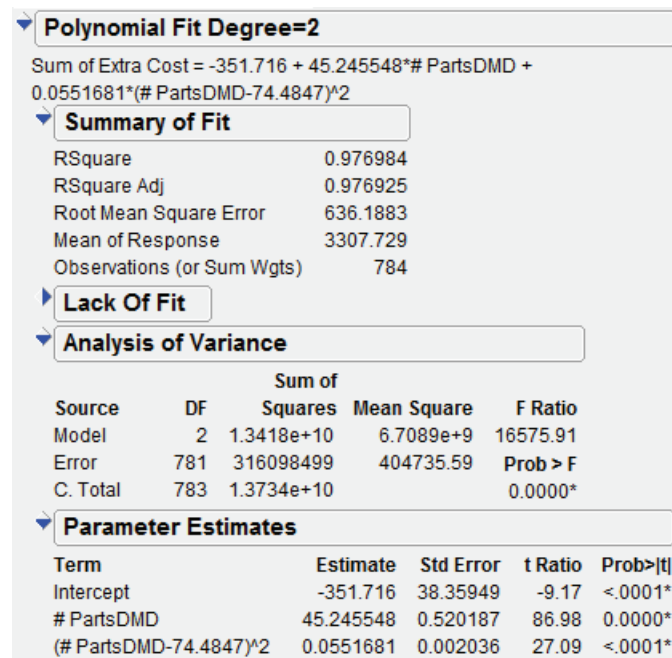 Polynomial Fit Degree=2
Sum of Extra Cost = -351.716 + 45.245548*# PartsDMD +
0.0551681*(# PartsDMD-74.4847)^2
Summary of Fit
RSquare 0.976984
RSquare Adj 0.976925
Root Mean Square Error 636.1883
Mean of Response 3307.729
Observations (or Sum Wgts) 784
Lack Of Fit
Analysis of Variance
Sum of
Source DF Squares Mean Square F Ratio
Model 2 1.3418e+10 6.7089e+9 16575.91
Error 781 316098499 404735.59 Prob > F
C. Total 783 1.3734e+10 0.0000*
Parameter Estimates
Term Estimate Std Error t Ratio Prob>|t|
Intercept -351.716 38.35949 -9.17 <.0001*
# PartsDMD 45.245548 0.520187 86.98 0.0000*
(# PartsDMD-74.4847)^2 0.0551681 0.002036 27.09 <.0001*